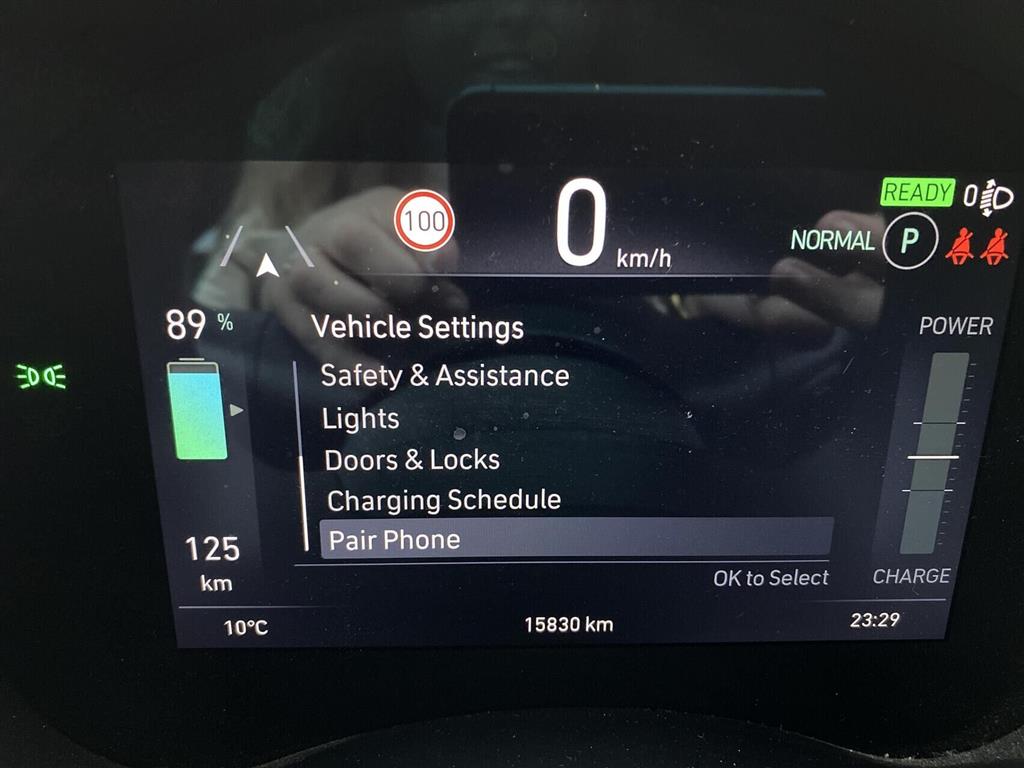 100
0 km/h
READY 0
NORMAL P
89 %
Vehicle Settings
POWER
Safety & Assistance
Lights
Doors & Locks
Charging Schedule
Pair Phone
125
km
OK to Select
CHARGE
10°C
15830 km
23:29